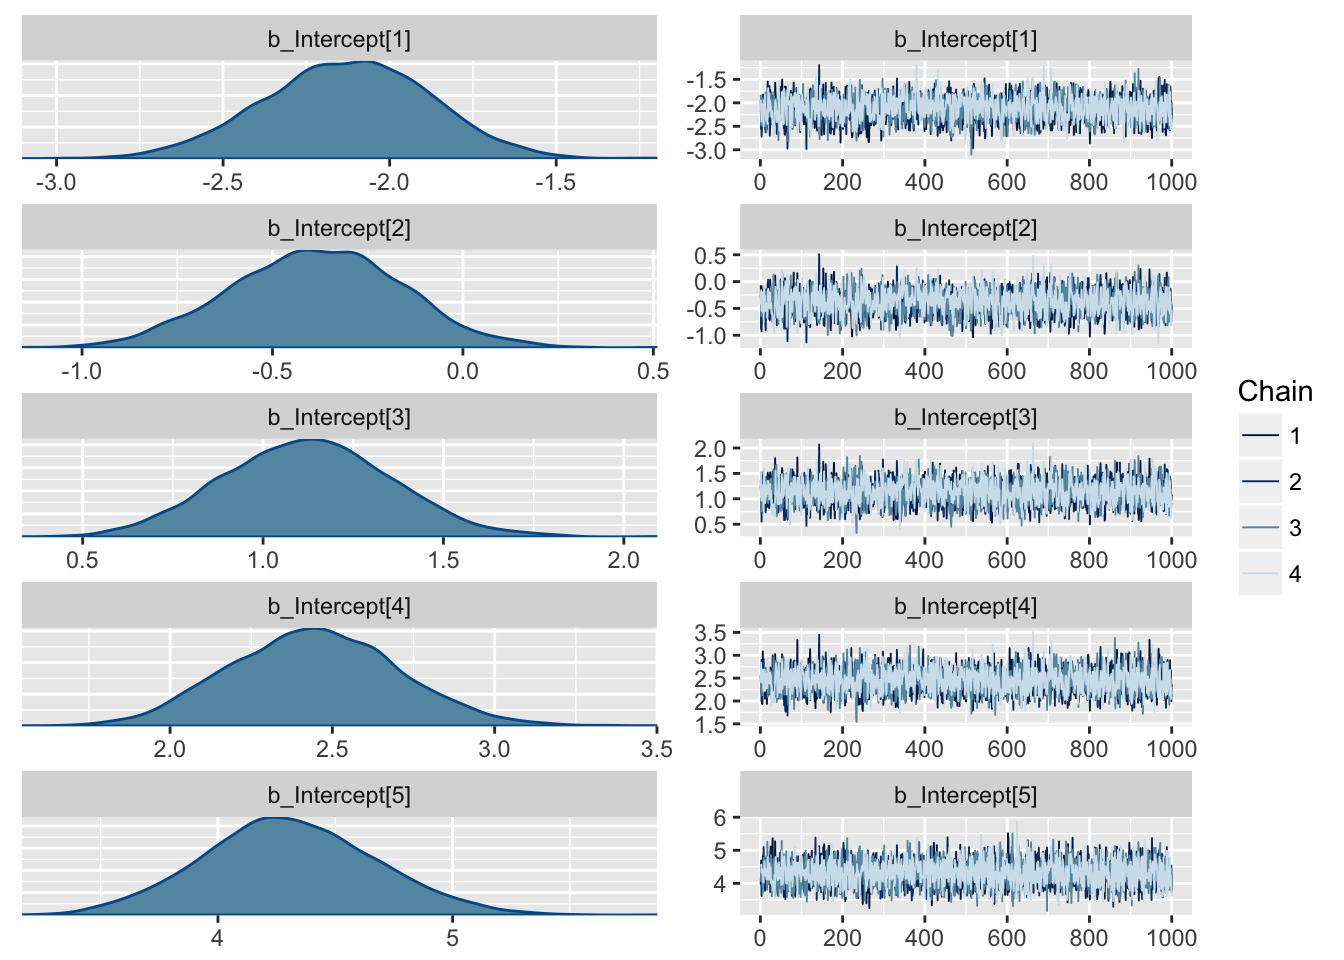 b_Intercept[1]
-3.0 -2.5 -2.0 -1.5
b_Intercept[1]
-1.5
-2.0
-2.5
-3.0
0 200 400 600 800 1000
b_Intercept[2]
-1.0 -0.5 0.0 0.5
b_Intercept[2]
0.5
0.0
-0.5
-1.0
0 200 400 600 800 1000
b_Intercept[3]
0.5 1.0 1.5 2.0
b_Intercept[3]
2.0
1.5
1.0
0.5
0 200 400 600 800 1000
b_Intercept[4]
2.0 2.5 3.0 3.5
b_Intercept[4]
3.5
3.0
2.5
2.0
1.5
0 200 400 600 800 1000
b_Intercept[5]
4 5
b_Intercept[5]
6
5
4
0 200 400 600 800 1000
Chain
1
2
3
4